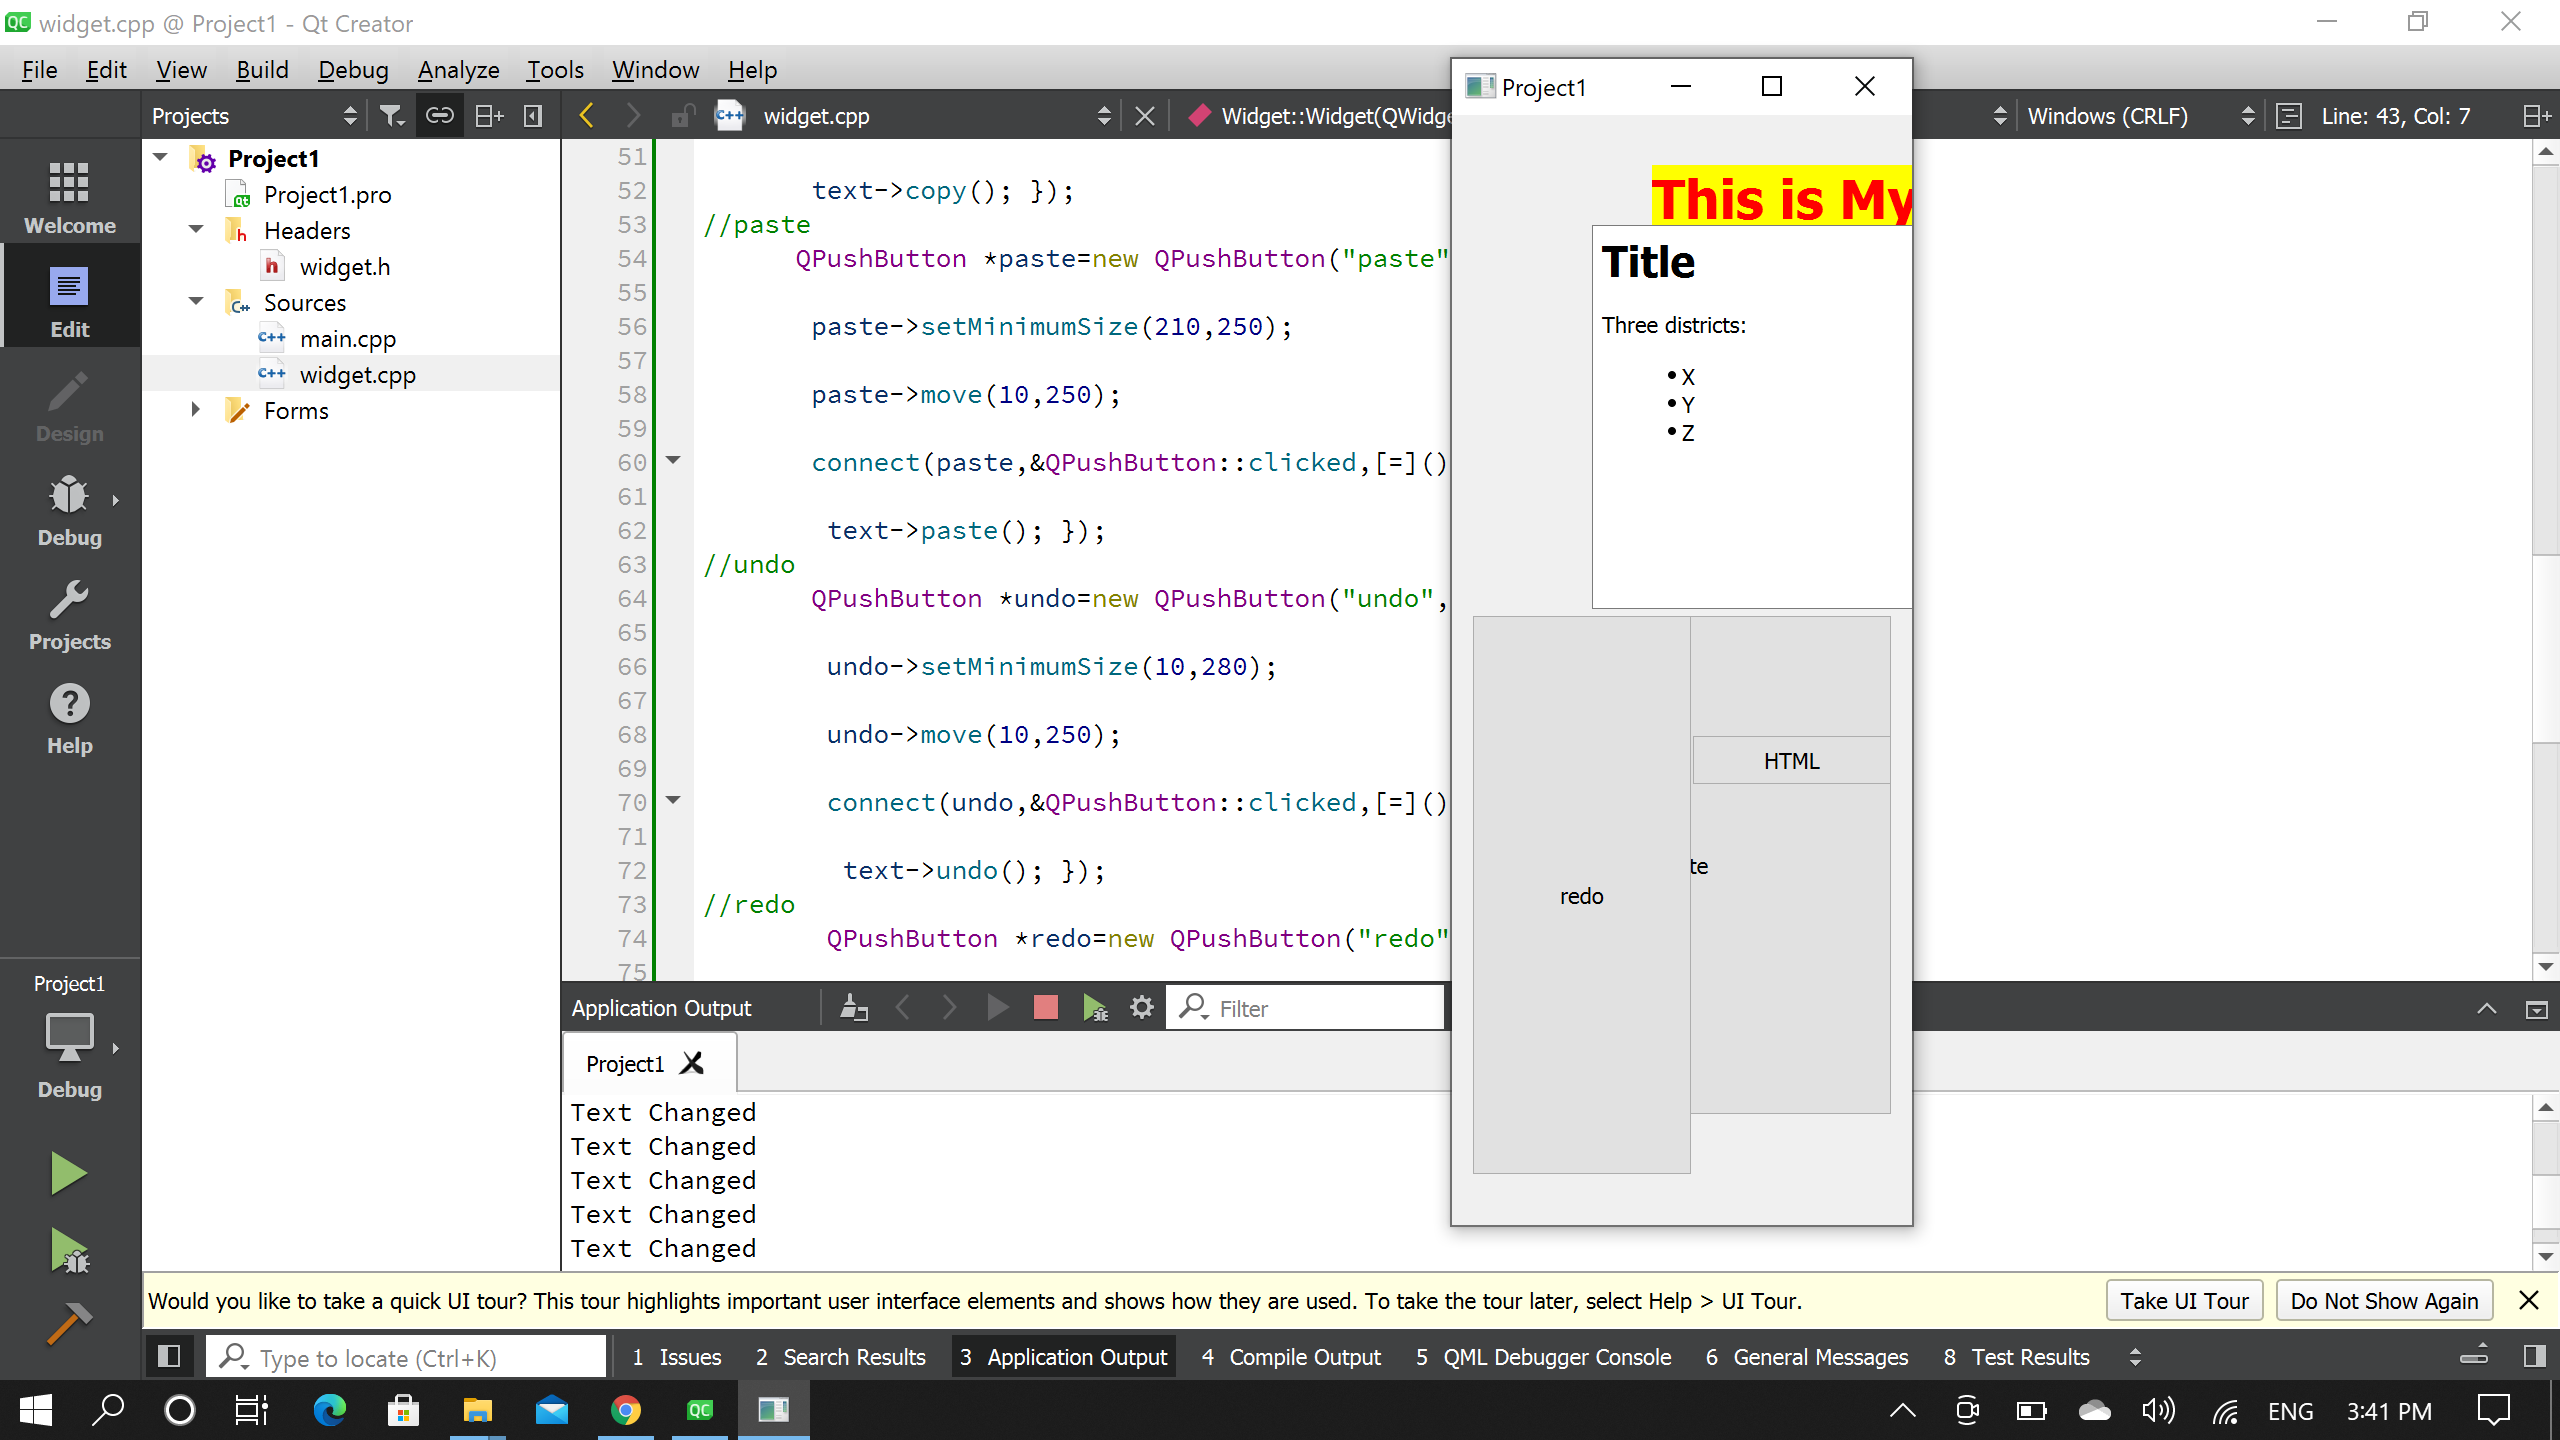 widget.cpp @ Project1 - Qt Creator
File Edit View Build Debug Analyze Tools Window Help
Projects
widget.cpp
Widget::Widget(QWidge
Windows (CRLF)
Line: 43, Col: 7
Welcome
Edit
Design
Debug
Projects
Help
Project1
Debug
Project1
Project1.pro
Headers
widget.h
Sources
main.cpp
widget.cpp
Forms
51
52 text->copy(); });
53 //paste
54 QPushButton *paste=new QPushButton("paste"
55
56 paste->setMinimumSize(210,250);
57
58 paste->move(10,250);
59
60 connect(paste,&QPushButton::clicked,[=]()
61
62 text->paste(); });
63 //undo
64 QPushButton *undo=new QPushButton("undo",
65
66 undo->setMinimumSize(10,280);
67
68 undo->move(10,250);
69
70 connect(undo,&QPushButton::clicked,[=]()
71
72 text->undo(); });
73 //redo
74 QPushButton *redo=new QPushButton("redo"
75
Project1
This is My
Title
Three districts:
• X
• Y
• Z
HTML
te
redo
Application Output
Filter
Project1
Text Changed
Text Changed
Text Changed
Text Changed
Text Changed
Would you like to take a quick UI tour? This tour highlights important user interface elements and shows how they are used. To take the tour later, select Help > UI Tour.
Take UI Tour
Do Not Show Again
Type to locate (Ctrl+K)
1 Issues 2 Search Results 3 Application Output 4 Compile Output 5 QML Debugger Console 6 General Messages 8 Test Results
ENG 3:41 PM